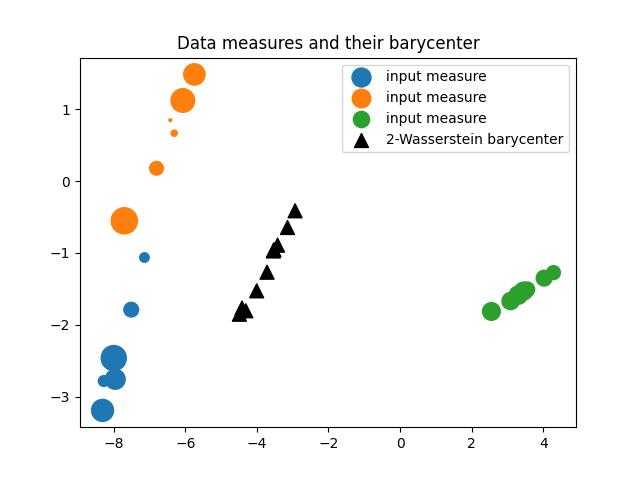 Data measures and their barycenter
input measure
input measure
input measure
2-Wasserstein barycenter
1
0
−1
−2
−3
−8
−6
−4
−2
0
2
4